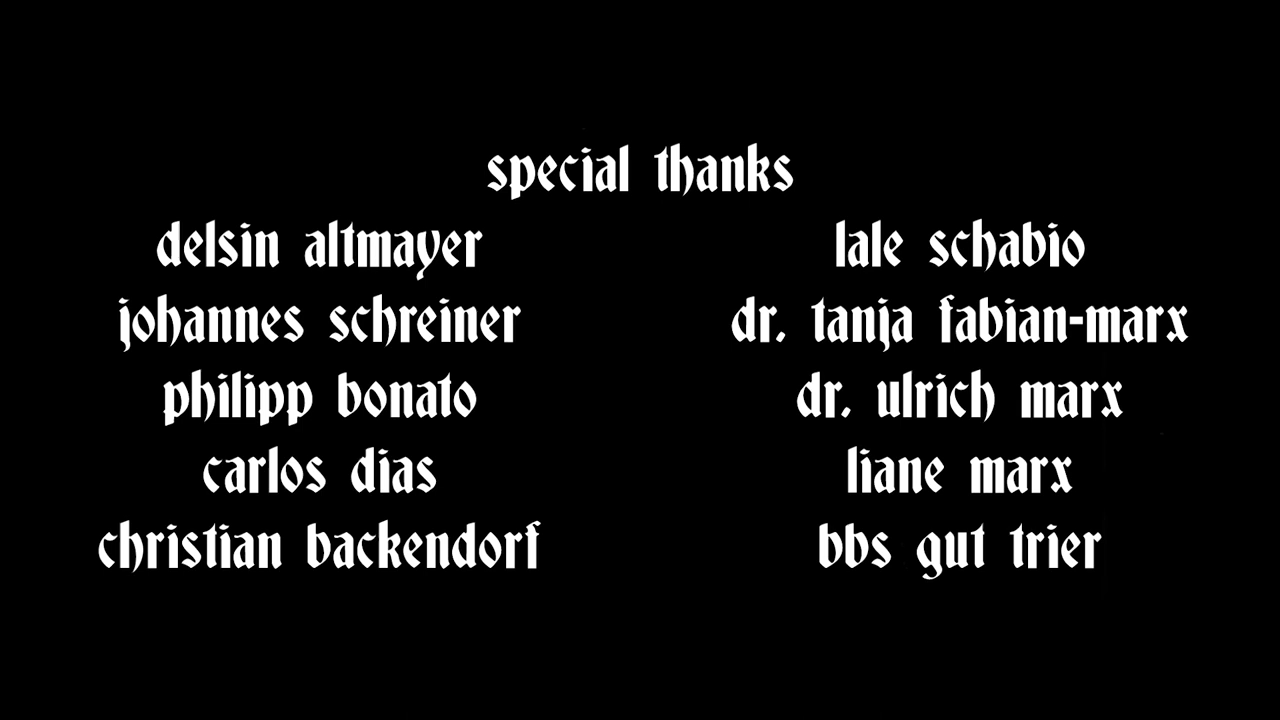 special thanks
delsin altmayer
johannes schreiner
philipp bonato
carlos dias
christian backendorf
lale schabio
dr. tanja fabian-marx
dr. ulrich marx
liane marx
bbs gut trier